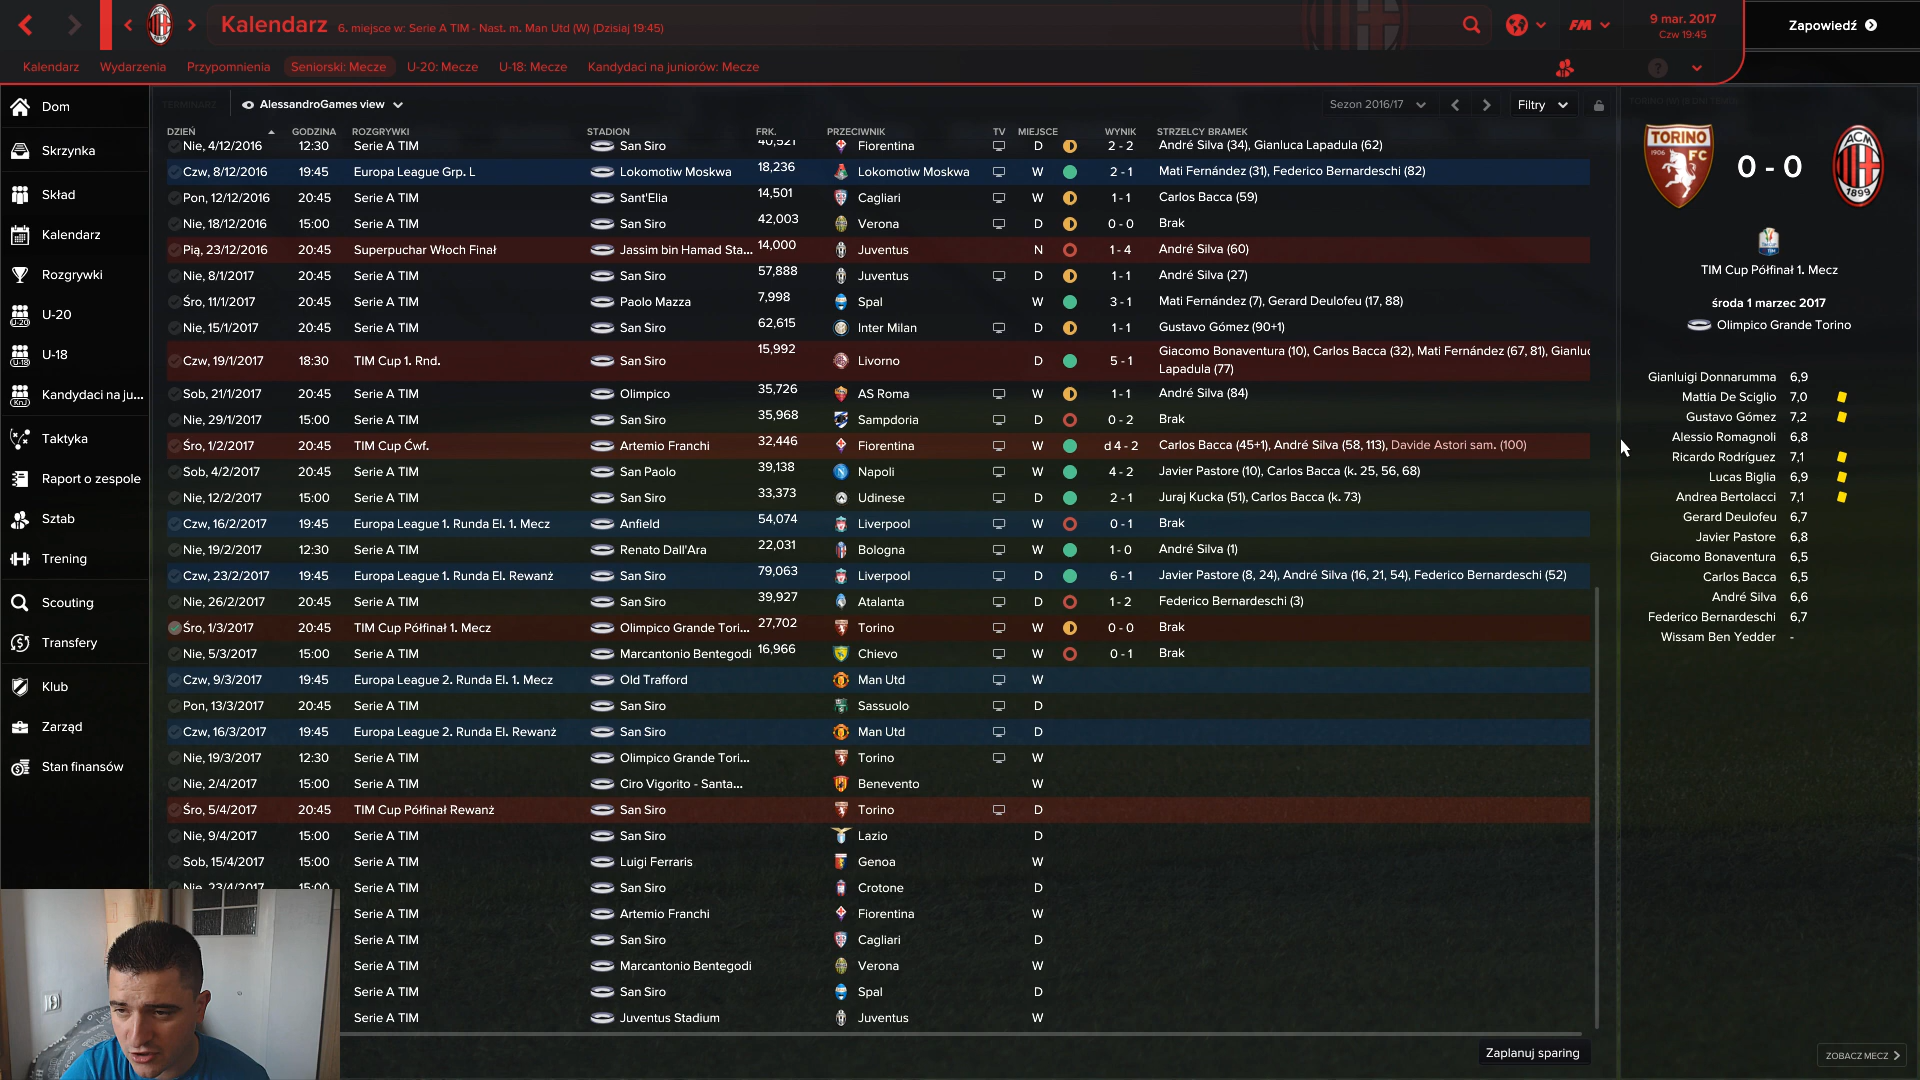 Kalendarz 6. miejsce w: Serie A TIM - Nast. m. Man Utd (W) (Dzisiaj 19:45)
FM
9 mar. 2017
Czw 19:45
Zapowiedź
Kalendarz Wydarzenia Przypomnienia Seniorski: Mecze U-20: Mecze U-18: Mecze Kandydaci na juniorów: Mecze
?
Dom
Skrzynka
Skład
Kalendarz
Rozgrywki
U-20
U-18
Kandydaci na ju...
Taktyka
Raport o zespole
Sztab
Trening
Scouting
Transfery
Klub
Zarząd
Stan finansów
TERMINARZ AlessandroGames view Sezon 2016/17 Filtry
DZIEŃ GODZINA ROZGRYWKI STADION FRK. PRZECIWNIK TV MIEJSCE WYNIK STRZELCY BRAMEK
Nie, 4/12/2016 12:30 Serie A TIM San Siro 40,521 Fiorentina D 2 - 2 André Silva (34), Gianluca Lapadula (62)
Czw, 8/12/2016 19:45 Europa League Grp. L Lokomotiw Moskwa 18,236 Lokomotiw Moskwa W 2 - 1 Mati Fernández (31), Federico Bernardeschi (82)
Pon, 12/12/2016 20:45 Serie A TIM Sant'Elia 14,501 Cagliari W 1 - 1 Carlos Bacca (59)
Nie, 18/12/2016 15:00 Serie A TIM San Siro 42,003 Verona D 0 - 0 Brak
Pią, 23/12/2016 20:45 Superpuchar Włoch Finał Jassim bin Hamad Sta... 14,000 Juventus N 1 - 4 André Silva (60)
Nie, 8/1/2017 20:45 Serie A TIM San Siro 57,888 Juventus D 1 - 1 André Silva (27)
Śro, 11/1/2017 20:45 Serie A TIM Paolo Mazza 7,998 Spal W 3 - 1 Mati Fernández (7), Gerard Deulofeu (17, 88)
Nie, 15/1/2017 20:45 Serie A TIM San Siro 62,615 Inter Milan D 1 - 1 Gustavo Gómez (90+1)
Czw, 19/1/2017 18:30 TIM Cup 1. Rnd. San Siro 15,992 Livorno D 5 - 1 Giacomo Bonaventura (10), Carlos Bacca (32), Mati Fernández (67, 81), Gianluc
Lapadula (77)
Sob, 21/1/2017 20:45 Serie A TIM Olimpico 35,726 AS Roma W 1 - 1 André Silva (84)
Nie, 29/1/2017 15:00 Serie A TIM San Siro 35,968 Sampdoria D 0 - 2 Brak
Śro, 1/2/2017 20:45 TIM Cup Ćwf. Artemio Franchi 32,446 Fiorentina W d 4 - 2 Carlos Bacca (45+1), André Silva (58, 113), Davide Astori sam. (100)
Sob, 4/2/2017 20:45 Serie A TIM San Paolo 39,138 Napoli W 4 - 2 Javier Pastore (10), Carlos Bacca (k. 25, 56, 68)
Nie, 12/2/2017 15:00 Serie A TIM San Siro 33,373 Udinese D 2 - 1 Juraj Kucka (51), Carlos Bacca (k. 73)
Czw, 16/2/2017 19:45 Europa League 1. Runda El. 1. Mecz Anfield 54,074 Liverpool W 0 - 1 Brak
Nie, 19/2/2017 12:30 Serie A TIM Renato Dall'Ara 22,031 Bologna W 1 - 0 André Silva (1)
Czw, 23/2/2017 19:45 Europa League 1. Runda El. Rewanż San Siro 79,063 Liverpool D 6 - 1 Javier Pastore (8, 24), André Silva (16, 21, 54), Federico Bernardeschi (52)
Nie, 26/2/2017 20:45 Serie A TIM San Siro 39,927 Atalanta D 1 - 2 Federico Bernardeschi (3)
Śro, 1/3/2017 20:45 TIM Cup Półfinał 1. Mecz Olimpico Grande Tori... 27,702 Torino W 0 - 0 Brak
Nie, 5/3/2017 15:00 Serie A TIM Marcantonio Bentegodi 16,966 Chievo W 0 - 1 Brak
Czw, 9/3/2017 19:45 Europa League 2. Runda El. 1. Mecz Old Trafford Man Utd W
Pon, 13/3/2017 20:45 Serie A TIM San Siro Sassuolo D
Czw, 16/3/2017 19:45 Europa League 2. Runda El. Rewanż San Siro Man Utd D
Nie, 19/3/2017 12:30 Serie A TIM Olimpico Grande Tori... Torino W
Nie, 2/4/2017 15:00 Serie A TIM Ciro Vigorito - Santa... Benevento W
Śro, 5/4/2017 20:45 TIM Cup Półfinał Rewanż San Siro Torino D
Nie, 9/4/2017 15:00 Serie A TIM San Siro Lazio D
Sob, 15/4/2017 15:00 Serie A TIM Luigi Ferraris Genoa W
Nie, 23/4/2017 15:00 Serie A TIM San Siro Crotone D
Serie A TIM Artemio Franchi Fiorentina W
Serie A TIM San Siro Cagliari D
Serie A TIM Marcantonio Bentegodi Verona W
Serie A TIM San Siro Spal D
Serie A TIM Juventus Stadium Juventus W
Zaplanuj sparing
TORINO
1906 FC
0 - 0
ACM
1899
TIM Cup Półfinał 1. Mecz
środa 1 marzec 2017
Olimpico Grande Torino
Gianluigi Donnarumma 6,9
Mattia De Sciglio 7,0
Gustavo Gómez 7,2
Alessio Romagnoli 6,8
Ricardo Rodríguez 7,1
Lucas Biglia 6,9
Andrea Bertolacci 7,1
Gerard Deulofeu 6,7
Javier Pastore 6,8
Giacomo Bonaventura 6,5
Carlos Bacca 6,5
André Silva 6,6
Federico Bernardeschi 6,7
Wissam Ben Yedder -
ZOBACZ MECZ